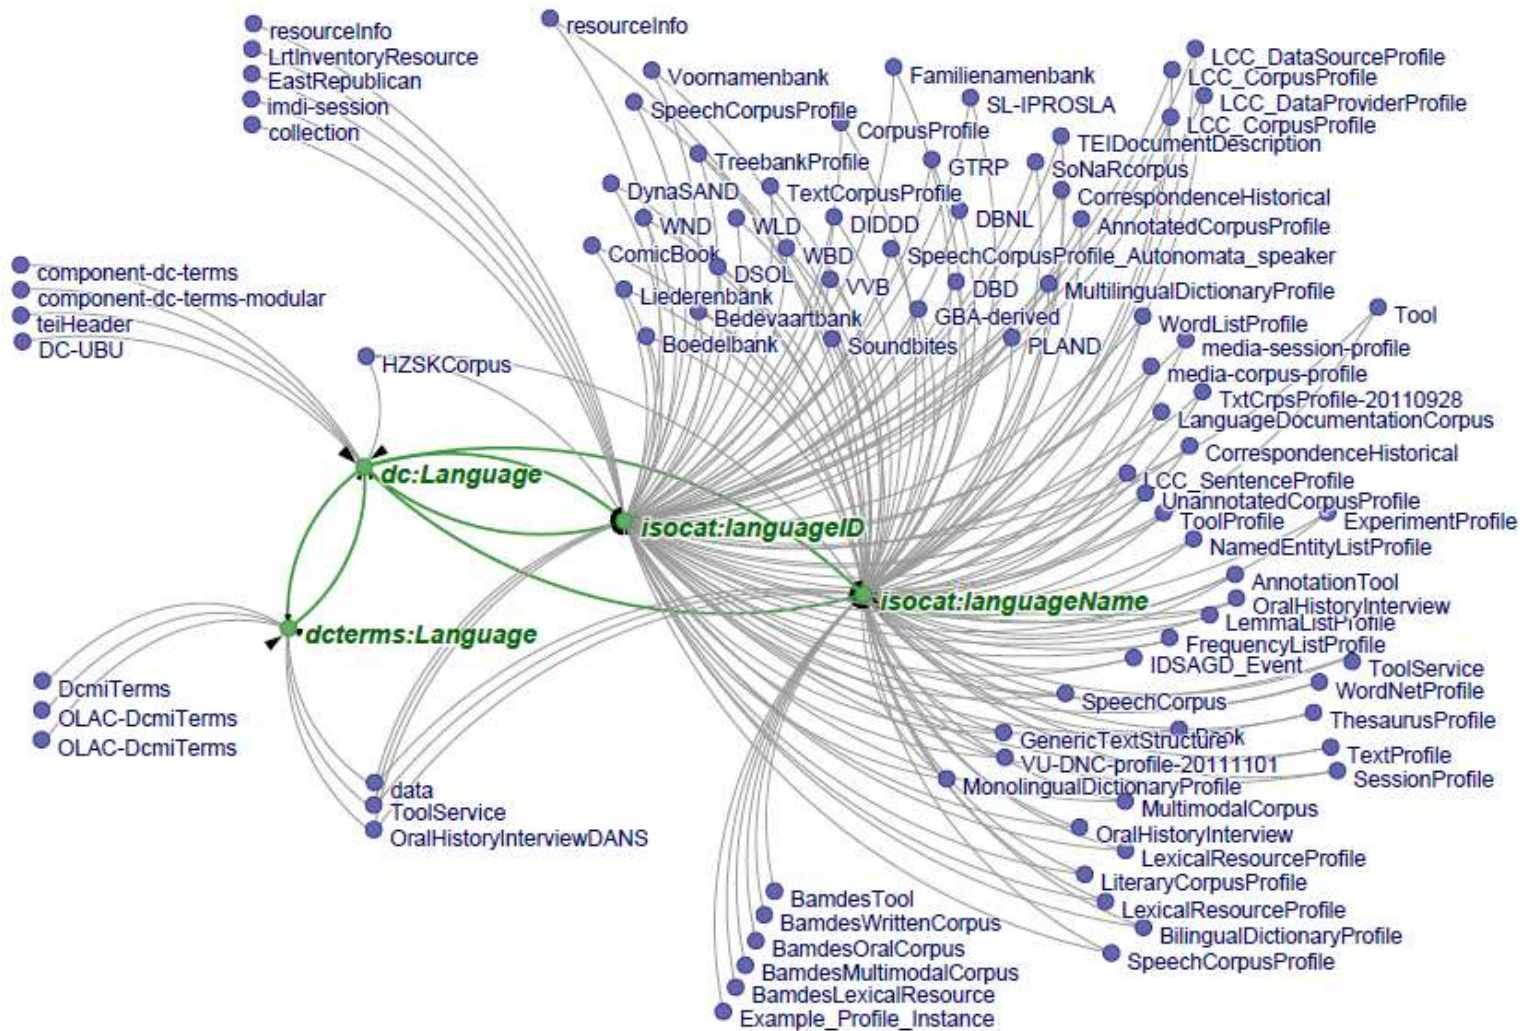 resourceInfo
LrtInventoryResource
EastRepublican
imdi-session
collection
resourceInfo
Voornamenbank
SpeechCorpusProfile
Familienamenbank
SL-IPROSLA
CorpusProfile
LCC_DataSourceProfile
LCC_CorpusProfile
LCC_DataProviderProfile
LCC_CorpusProfile
TEIDocumentDescription
TreebankProfile
GTRP
SoNaRcorpus
DynaSAND
TextCorpusProfile
CorrespondenceHistorical
WND
WLD
DIDDD
DBNL
AnnotatedCorpusProfile
ComicBook
WBD
SpeechCorpusProfile_Autonomata_speaker
DSOL
VVB
DBD
MultilingualDictionaryProfile
Liederenbank
Bedevaartbank
GBA-derived
Boedelbank
Soundbites
PLAND
WordListProfile
Tool
media-session-profile
media-corpus-profile
TxtCrpsProfile-20110928
LanguageDocumentationCorpus
CorrespondenceHistorical
LCC_SentenceProfile
UnannotatedCorpusProfile
ToolProfile
ExperimentProfile
NamedEntityListProfile
component-dc-terms
component-dc-terms-modular
teiHeader
DC-UBU
HZSKCorpus
dc:Language
isocat:languageID
isocat:languageName
dcterms:Language
AnnotationTool
OralHistoryInterview
LemmaListProfile
FrequencyListProfile
IDSAGD_Event
ToolService
WordNetProfile
SpeechCorpus
ThesaurusProfile
GenericTextStructure
Book
VU-DNC-profile-20111101
TextProfile
SessionProfile
MonolingualDictionaryProfile
MultimodalCorpus
OralHistoryInterview
LexicalResourceProfile
LiteraryCorpusProfile
LexicalResourceProfile
BilingualDictionaryProfile
SpeechCorpusProfile
DcmiTerms
OLAC-DcmiTerms
OLAC-DcmiTerms
data
ToolService
OralHistoryInterviewDANS
BamdesTool
BamdesWrittenCorpus
BamdesOralCorpus
BamdesMultimodalCorpus
BamdesLexicalResource
Example_Profile_Instance